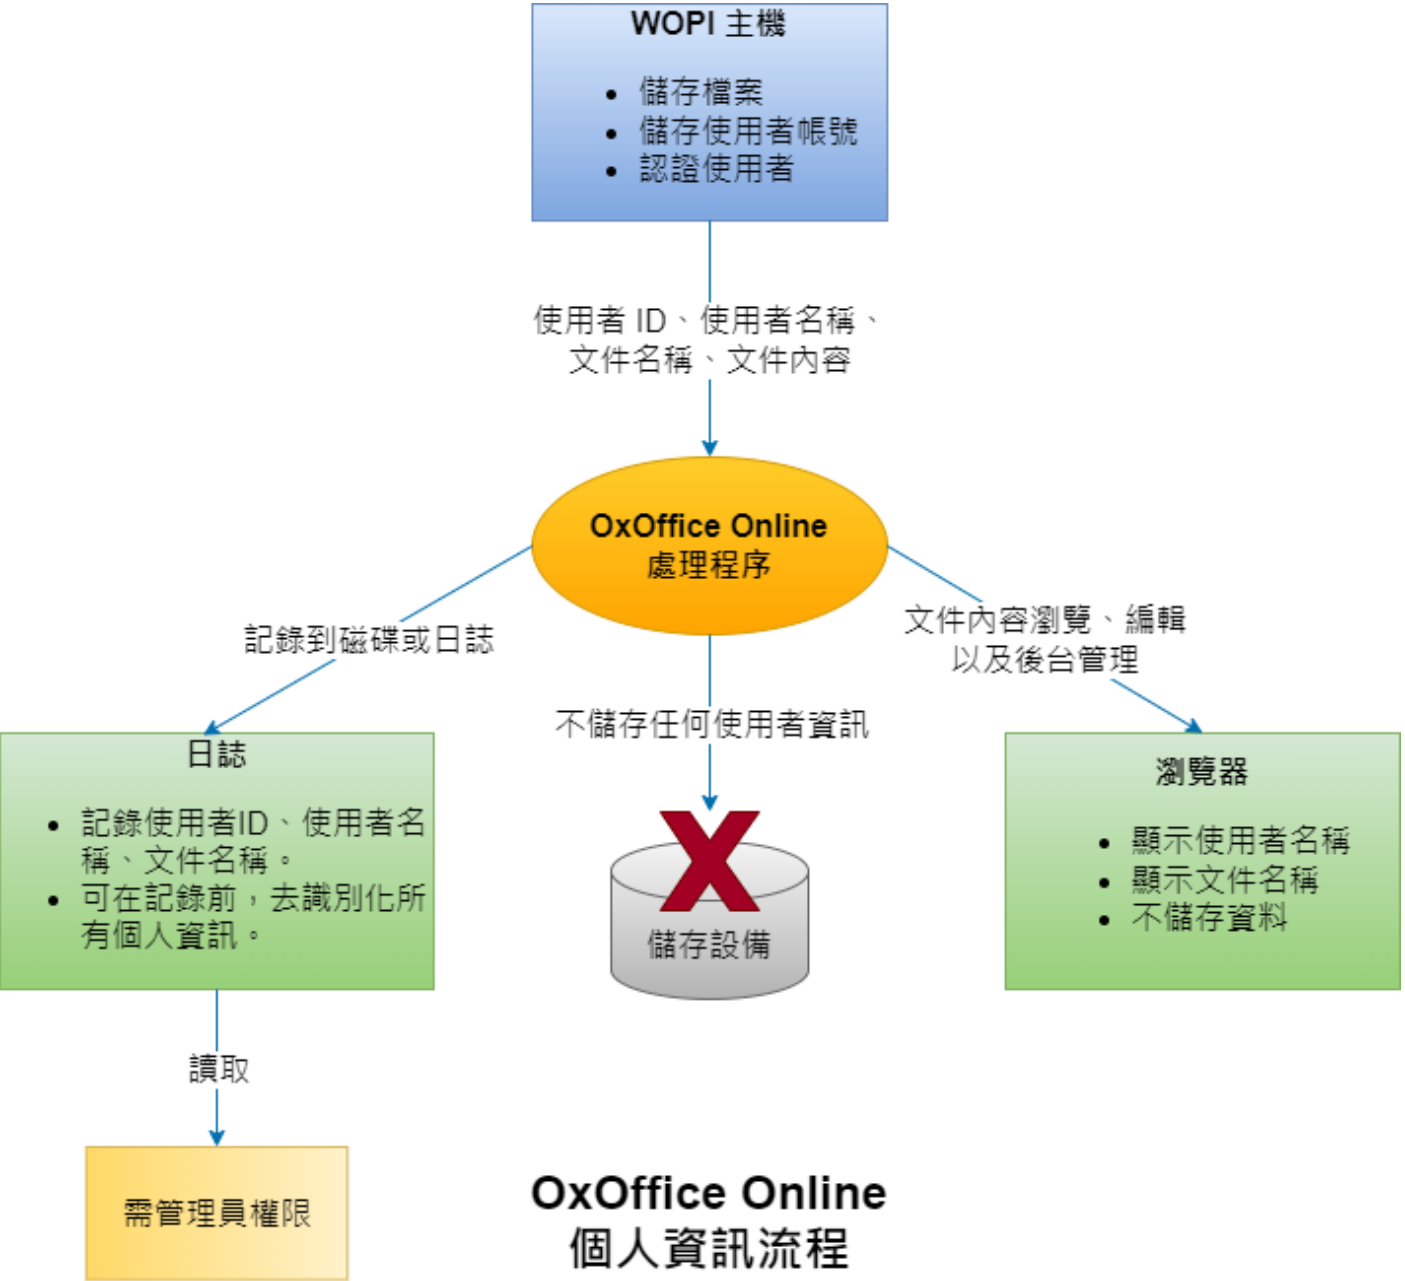 WOPI 主機
• 儲存檔案
• 儲存使用者帳號
• 認證使用者
使用者 ID、使用者名稱、
文件名稱、文件內容
OxOffice Online
處理程序
記錄到磁碟或日誌
不儲存任何使用者資訊
文件內容瀏覽、編輯
以及後台管理
日誌
• 記錄使用者ID、使用者名
稱、文件名稱。
• 可在記錄前，去識別化所
有個人資訊。
儲存設備
瀏覽器
• 顯示使用者名稱
• 顯示文件名稱
• 不儲存資料
讀取
需管理員權限
OxOffice Online
個人資訊流程